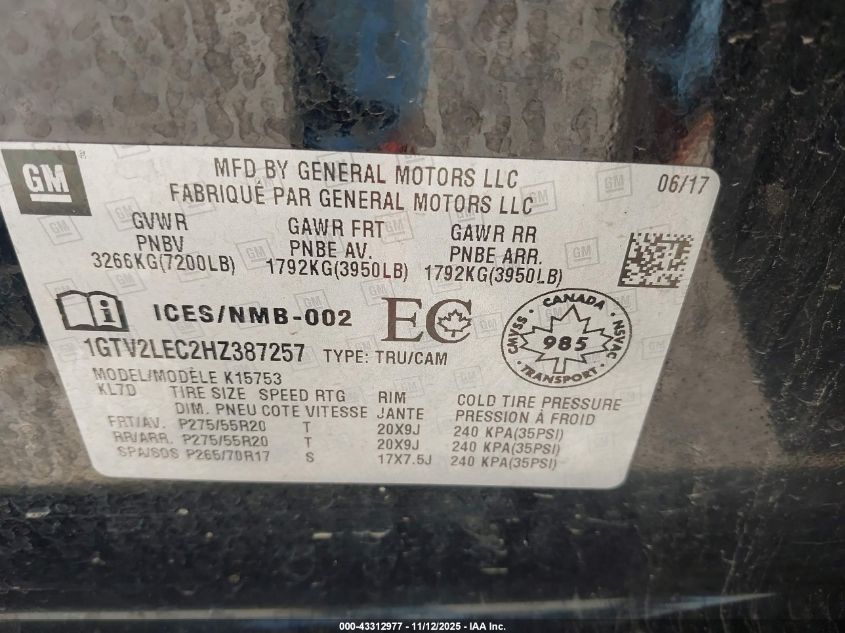 GM
MFD BY GENERAL MOTORS LLC
06/17
FABRIQUÉ PAR GENERAL MOTORS LLC
GVWR GAWR FRT GAWR RR
PNBV PNBE AV. PNBE ARR.
3266KG(7200LB) 1792KG(3950LB) 1792KG(3950LB)
ICES/NMB-002 EC
CANADA
CMVSS 985 NSVAC
TRANSPORT
1GTV2LEC2HZ387257 TYPE: TRU/CAM
MODEL/MODÈLE K15753
KL7D TIRE SIZE SPEED RTG RIM COLD TIRE PRESSURE
DIM. PNEU COTE VITESSE JANTE PRESSION À FROID
FRT/AV. P275/55R20 T 20X9J 240 KPA(35PSI)
RR/ARR. P275/55R20 T 20X9J 240 KPA(35PSI)
SPA/SOS P265/70R17 S 17X7.5J 240 KPA(35PSI)
000-43312977 - 11/12/2025 - IAA Inc.